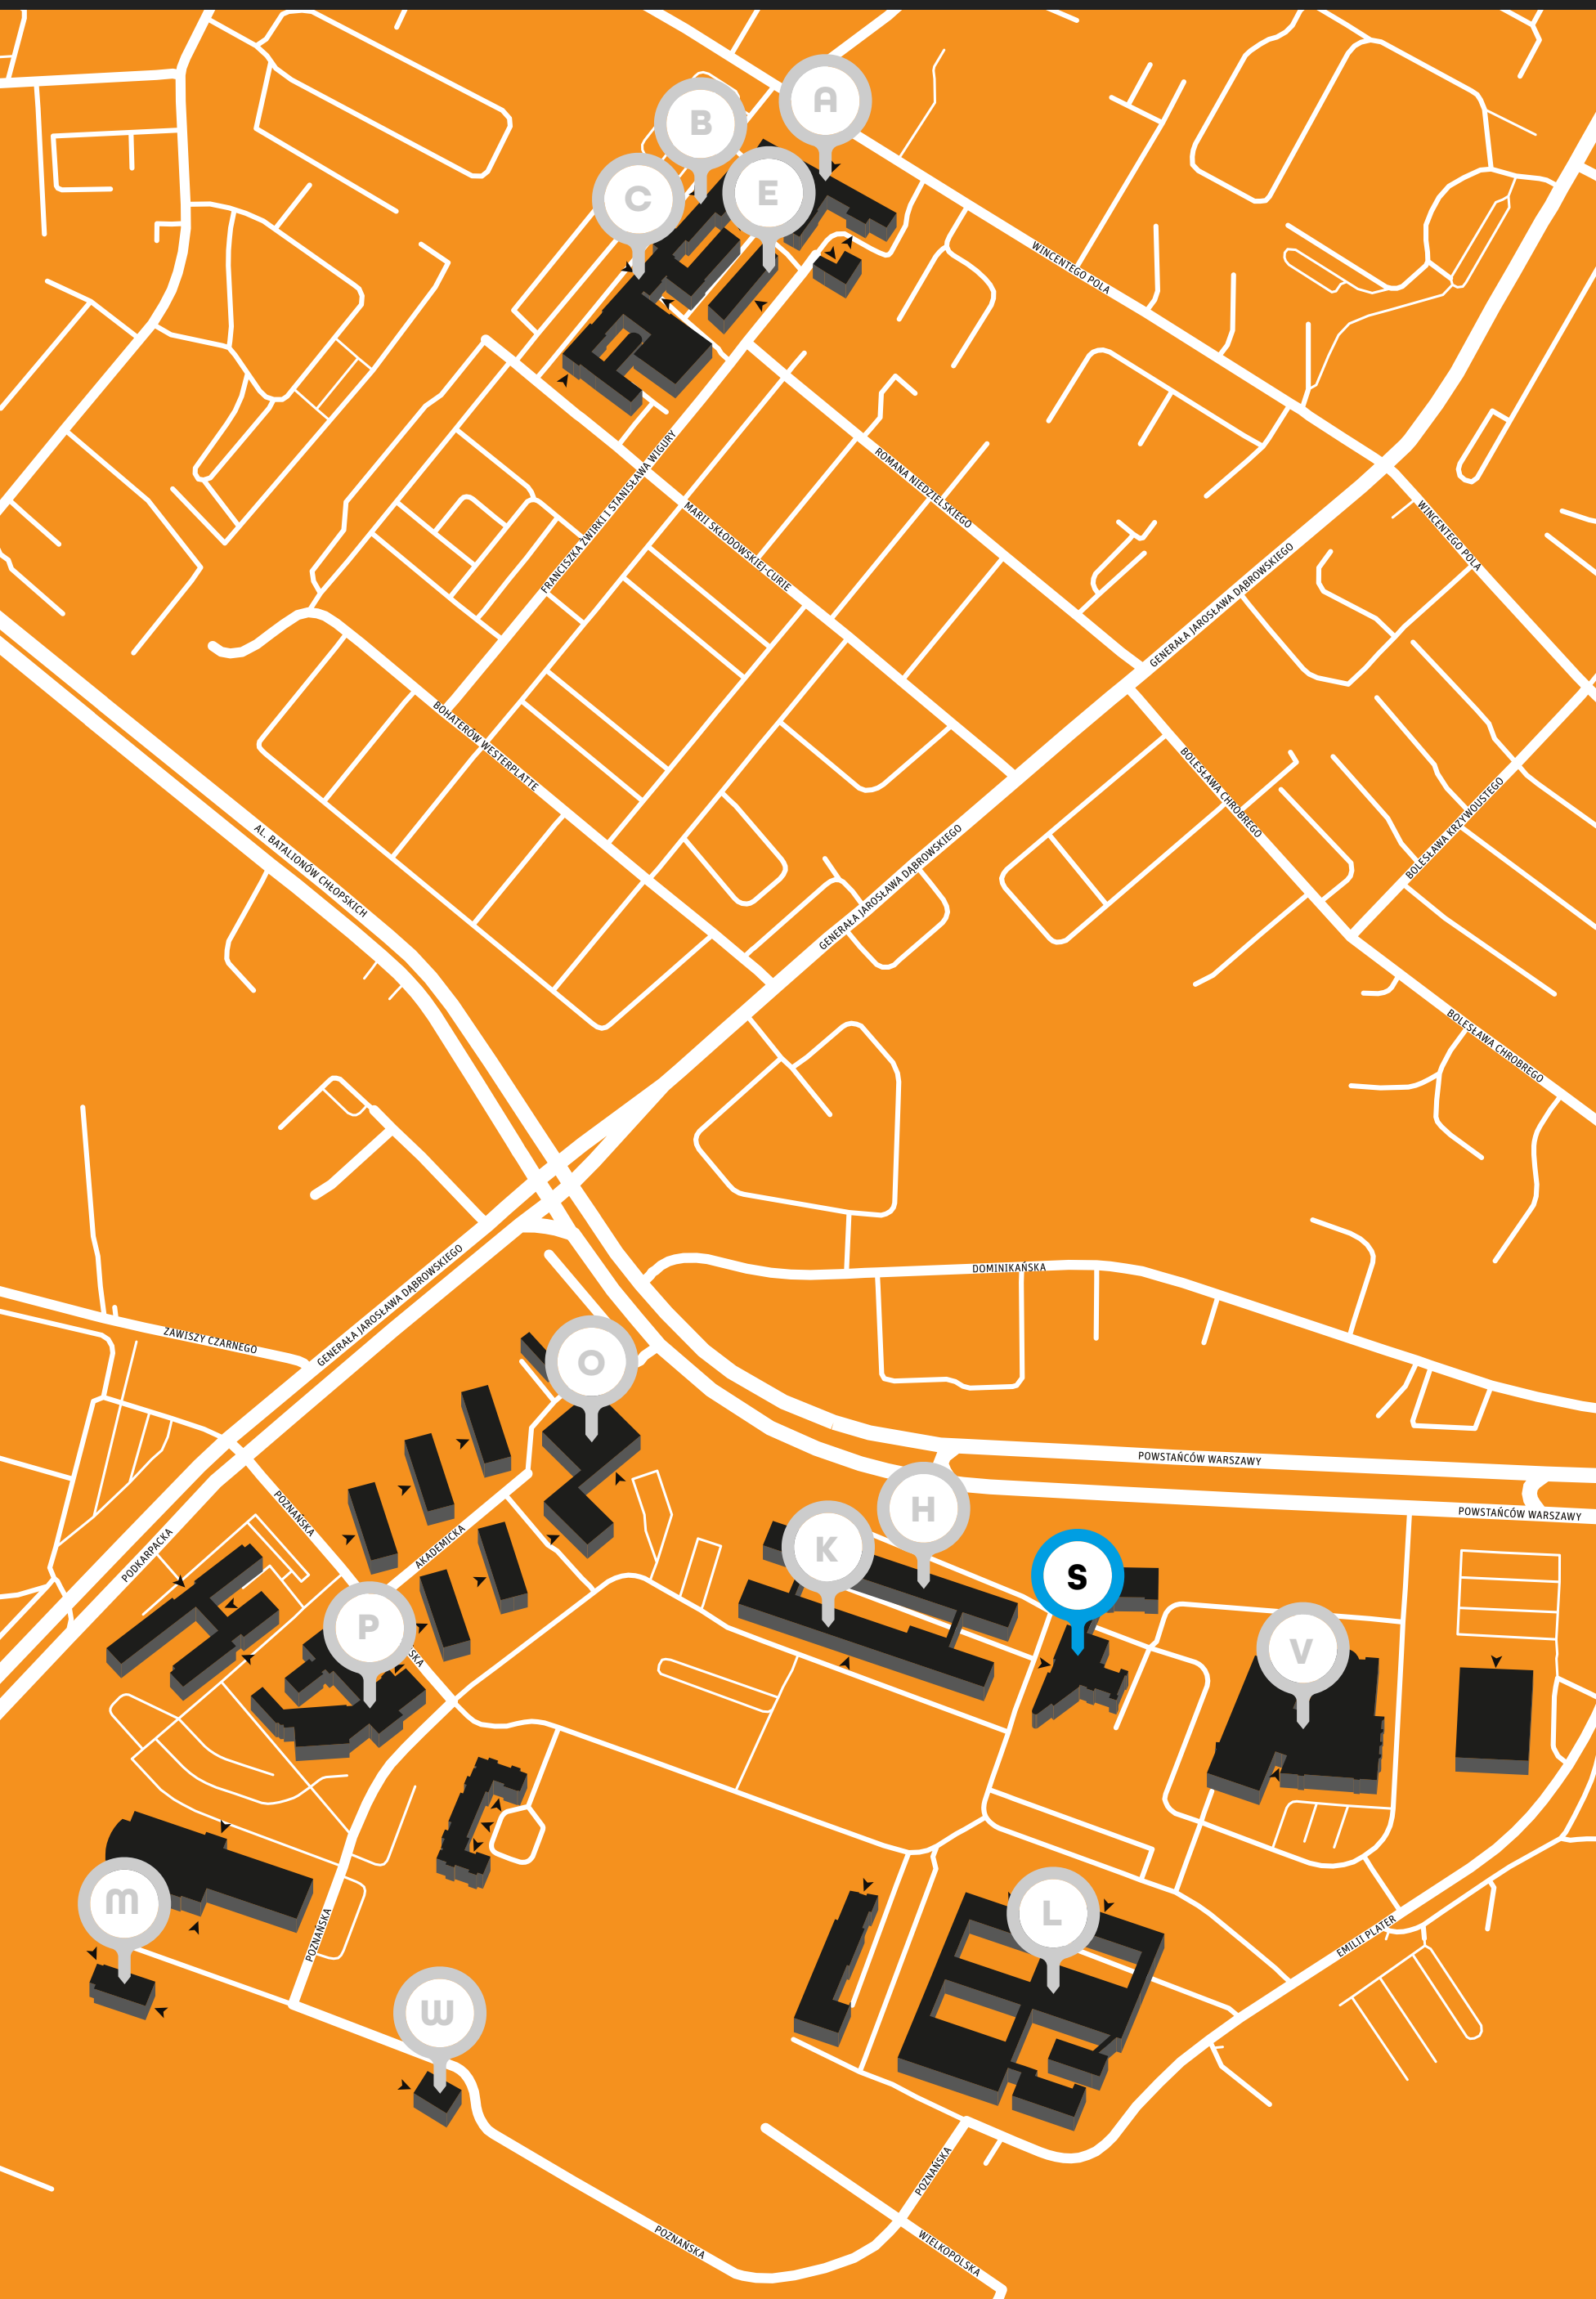 A
B
E
C
WINCENTEGO POLA
FRANCISZKA ŻWIRKI I STANISŁAWA WIGURY
ROMANA NIEDZIELSKIEGO
MARII SKŁODOWSKIEJ-CURIE
WINCENTEGO POLA
GENERAŁA JAROSŁAWA DĄBROWSKIEGO
BOHATERÓW WESTERPLATTE
BOLESŁAWA CHROBREGO
BOLESŁAWA KRZYWOUSTEGO
AL. BATALIONÓW CHŁOPSKICH
GENERAŁA JAROSŁAWA DĄBROWSKIEGO
BOLESŁAWA CHROBREGO
DOMINIKAŃSKA
GENERAŁA JAROSŁAWA DĄBROWSKIEGO
ZAWISZY CZARNEGO
O
POWSTAŃCÓW WARSZAWY
POWSTAŃCÓW WARSZAWY
POZNAŃSKA
H
AKADEMICKA
PODKARPACKA
K
S
P
SKA
V
M
L
POZNAŃSKA
EMILII PLATER
W
POZNAŃSKA
POZNAŃSKA
WIELKOPOLSKA